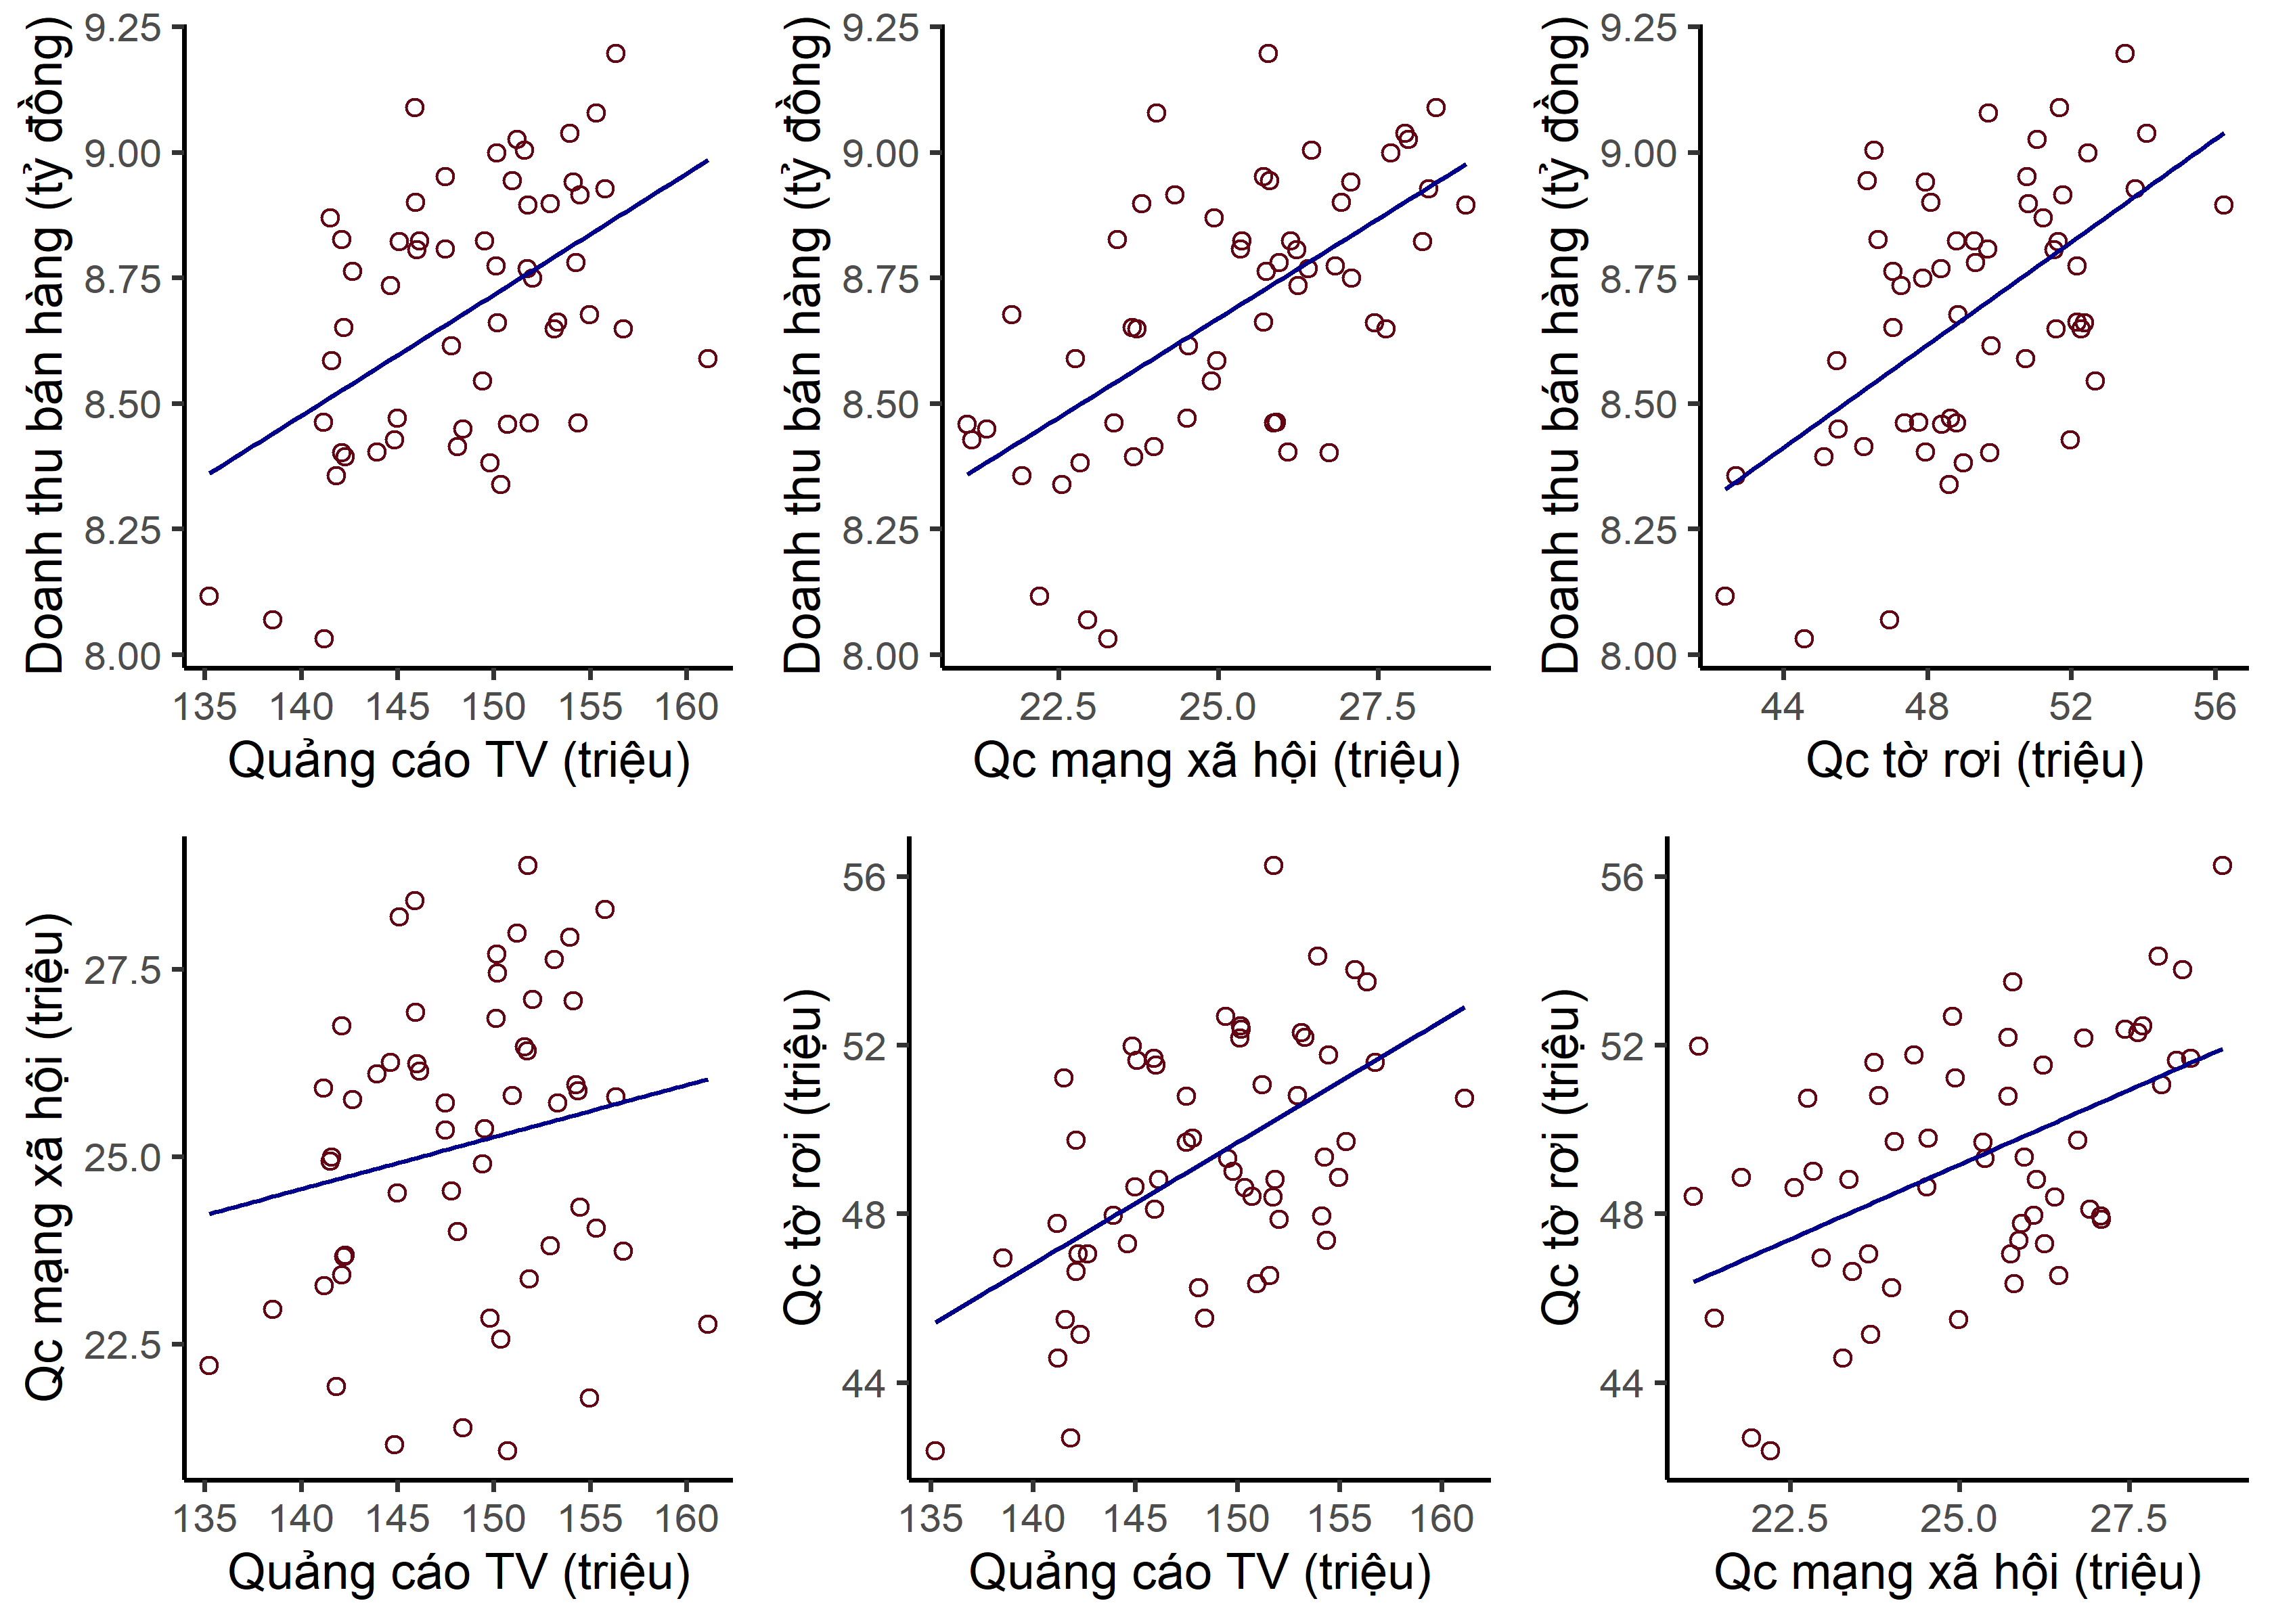 Doanh thu bán hàng (tỷ đồng)
9.25
9.00
8.75
8.50
8.25
8.00
135 140 145 150 155 160
Quảng cáo TV (triệu)
Doanh thu bán hàng (tỷ đồng)
9.25
9.00
8.75
8.50
8.25
8.00
22.5 25.0 27.5
Qc mạng xã hội (triệu)
Doanh thu bán hàng (tỷ đồng)
9.25
9.00
8.75
8.50
8.25
8.00
44 48 52 56
Qc tờ rơi (triệu)
Qc mạng xã hội (triệu)
27.5
25.0
22.5
135 140 145 150 155 160
Quảng cáo TV (triệu)
Qc tờ rơi (triệu)
56
52
48
44
135 140 145 150 155 160
Quảng cáo TV (triệu)
Qc tờ rơi (triệu)
56
52
48
44
22.5 25.0 27.5
Qc mạng xã hội (triệu)